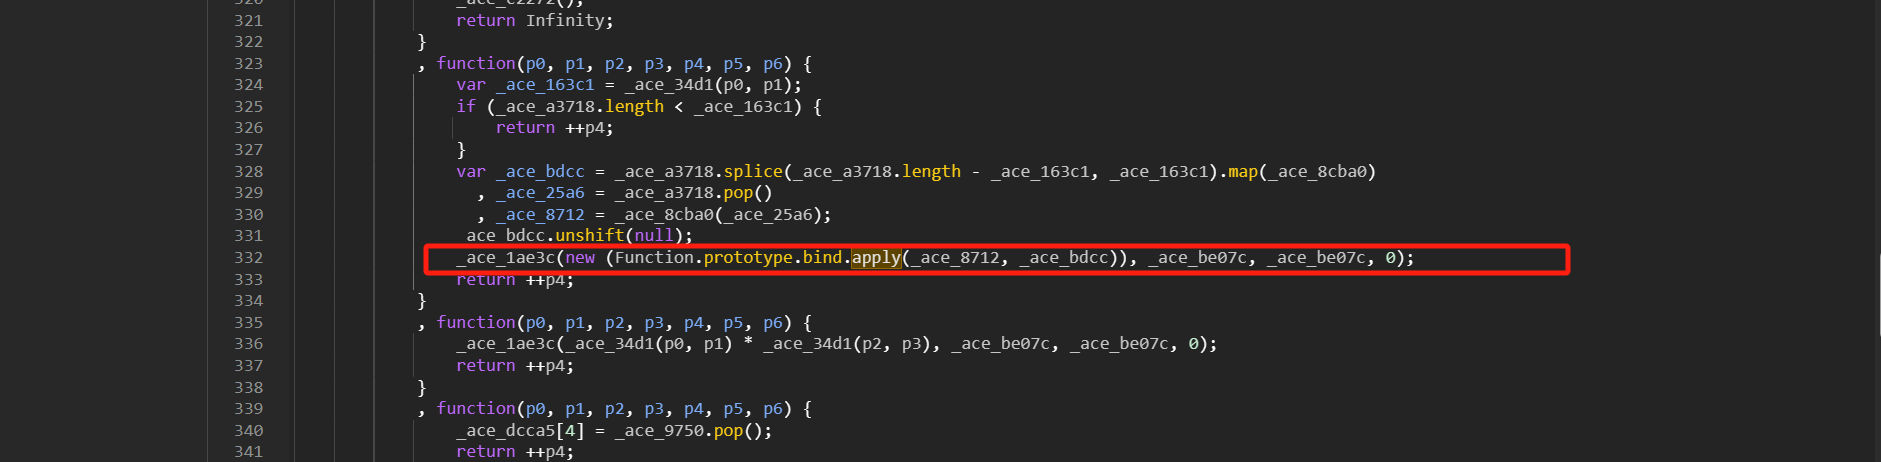 321 return Infinity;
322 }
323 , function(p0, p1, p2, p3, p4, p5, p6) {
324 var _ace_163c1 = _ace_34d1(p0, p1);
325 if (_ace_a3718.length < _ace_163c1) {
326 return ++p4;
327 }
328 var _ace_bdcc = _ace_a3718.splice(_ace_a3718.length - _ace_163c1, _ace_163c1).map(_ace_8cba0)
329 , _ace_25a6 = _ace_a3718.pop()
330 , _ace_8712 = _ace_8cba0(_ace_25a6);
331 _ace_bdcc.unshift(null);
332 _ace_1ae3c(new (Function.prototype.bind.apply(_ace_8712, _ace_bdcc)), _ace_be07c, _ace_be07c, 0);
333 return ++p4;
334 }
335 , function(p0, p1, p2, p3, p4, p5, p6) {
336 _ace_1ae3c(_ace_34d1(p0, p1) * _ace_34d1(p2, p3), _ace_be07c, _ace_be07c, 0);
337 return ++p4;
338 }
339 , function(p0, p1, p2, p3, p4, p5, p6) {
340 _ace_dcca5[4] = _ace_9750.pop();
341 return ++p4;